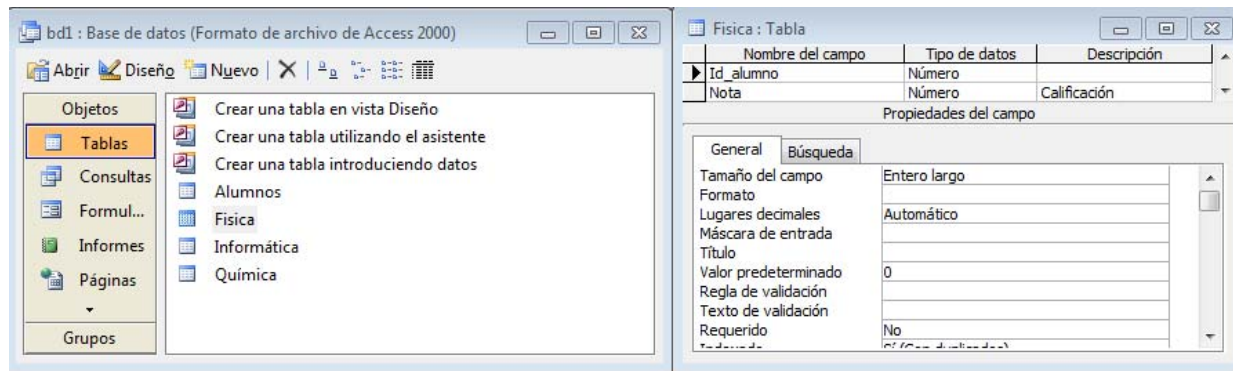 bd1 : Base de datos (Formato de archivo de Access 2000)
Abrir Diseño Nuevo
Objetos
Tablas
Consultas
Formul...
Informes
Páginas
Grupos
Crear una tabla en vista Diseño
Crear una tabla utilizando el asistente
Crear una tabla introduciendo datos
Alumnos
Fisica
Informática
Química
Fisica : Tabla
Nombre del campo Tipo de datos Descripción
Id_alumno Número
Nota Número Calificación
Propiedades del campo
General Búsqueda
Tamaño del campo Entero largo
Formato
Lugares decimales Automático
Máscara de entrada
Título
Valor predeterminado 0
Regla de validación
Texto de validación
Requerido No
Indexado Sí (Con duplicados)